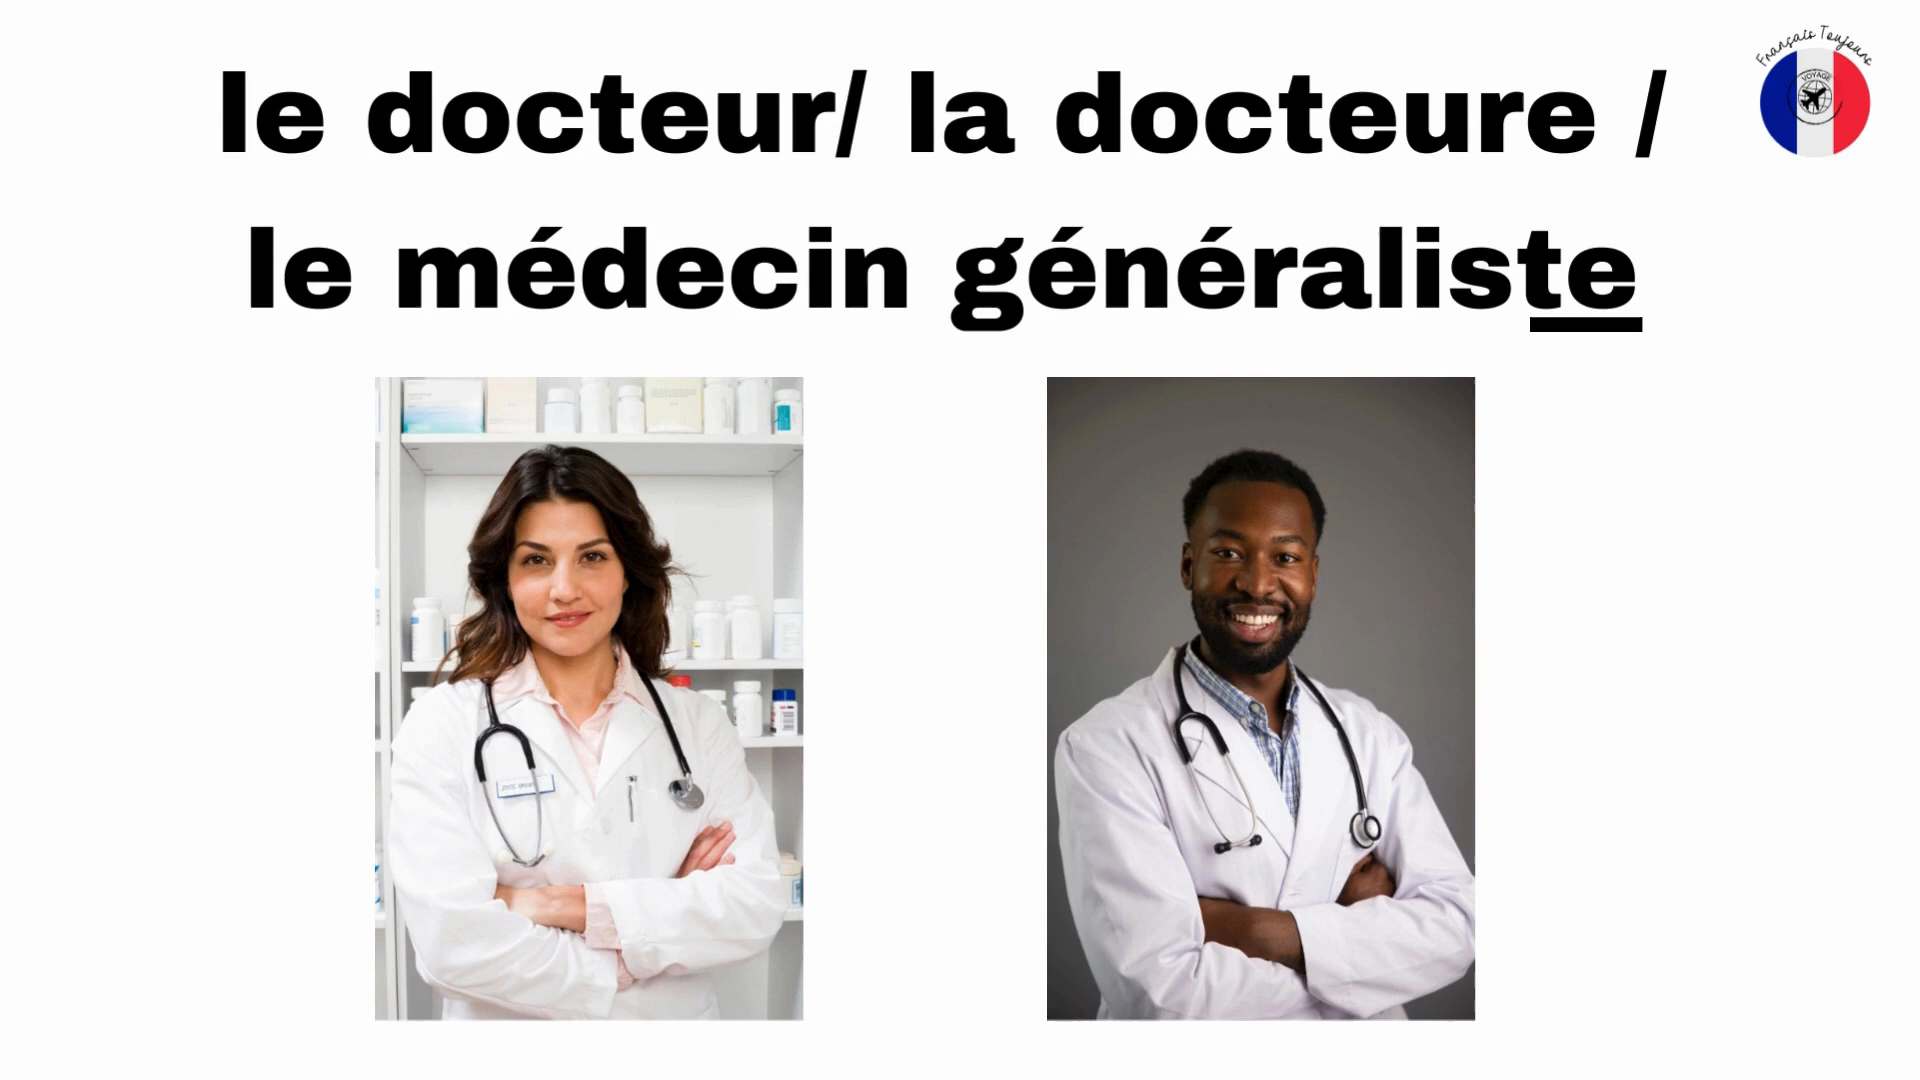 le docteur/ la docteure /
le médecin généraliste
Français Toujours
VOYAGE